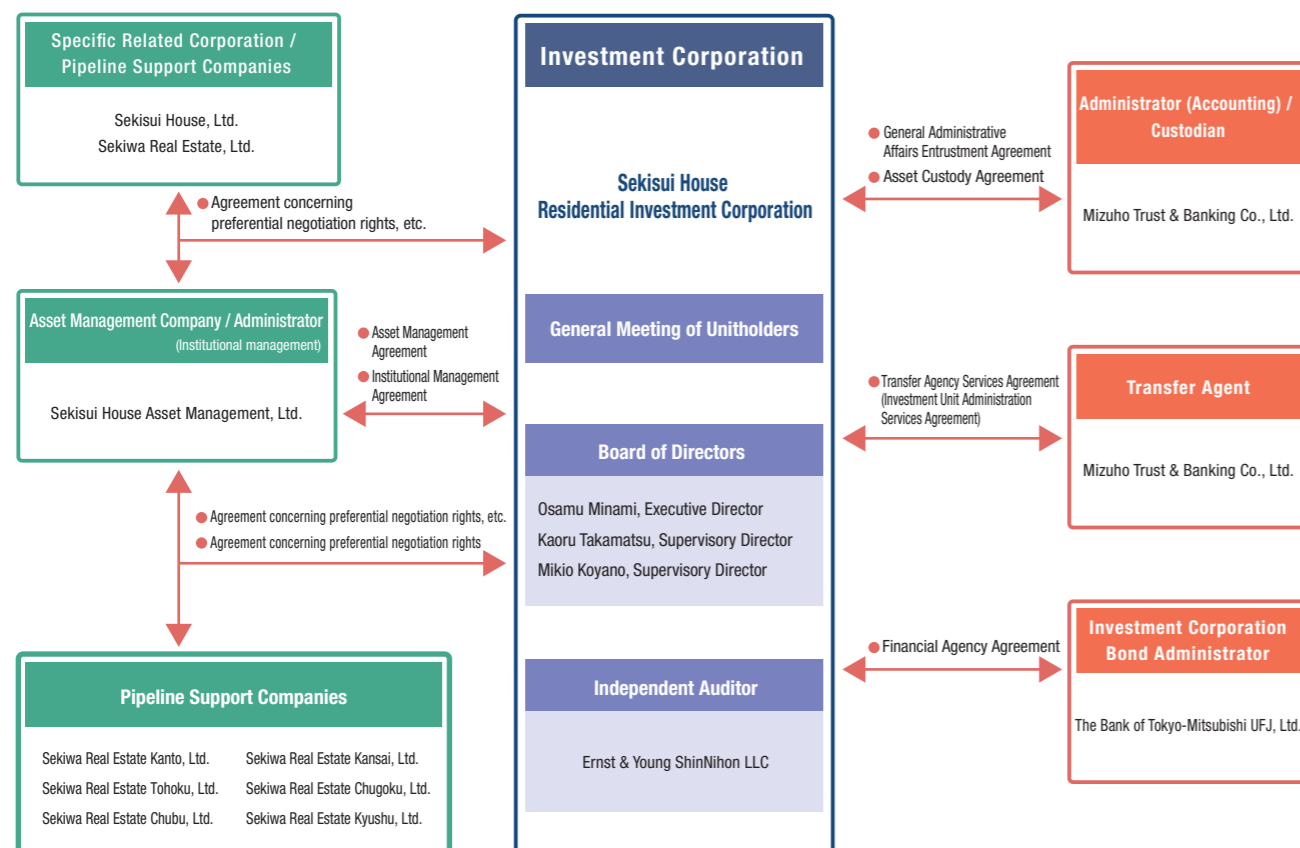 Specific Related Corporation /
Pipeline Support Companies
Sekisui House, Ltd.
Sekiwa Real Estate, Ltd.
Agreement concerning
preferential negotiation rights, etc.
Asset Management Company / Administrator
(Institutional management)
Sekisui House Asset Management, Ltd.
Asset Management
Agreement
Institutional Management
Agreement
Agreement concerning preferential negotiation rights, etc.
Agreement concerning preferential negotiation rights
Pipeline Support Companies
Sekiwa Real Estate Kanto, Ltd.
Sekiwa Real Estate Kansai, Ltd.
Sekiwa Real Estate Tohoku, Ltd.
Sekiwa Real Estate Chugoku, Ltd.
Sekiwa Real Estate Chubu, Ltd.
Sekiwa Real Estate Kyushu, Ltd.
Investment Corporation
Sekisui House
Residential Investment Corporation
General Meeting of Unitholders
Board of Directors
Osamu Minami, Executive Director
Kaoru Takamatsu, Supervisory Director
Mikio Koyano, Supervisory Director
Independent Auditor
Ernst & Young ShinNihon LLC
General Administrative
Affairs Entrustment Agreement
Asset Custody Agreement
Administrator (Accounting) /
Custodian
Mizuho Trust & Banking Co., Ltd.
Transfer Agency Services Agreement
(Investment Unit Administration
Services Agreement)
Transfer Agent
Mizuho Trust & Banking Co., Ltd.
Financial Agency Agreement
Investment Corporation
Bond Administrator
The Bank of Tokyo-Mitsubishi UFJ, Ltd.